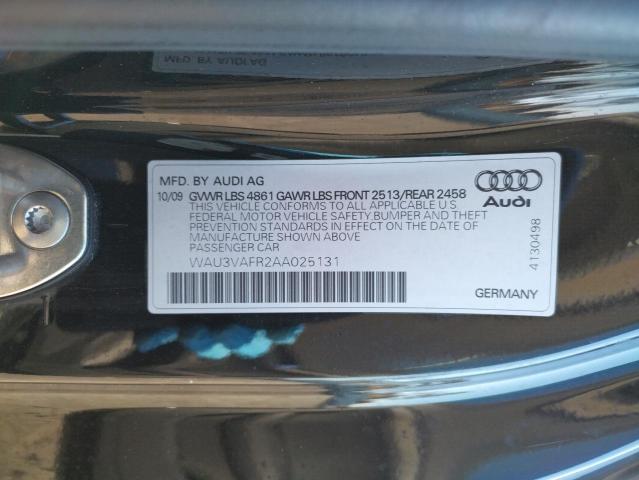 MFD. BY AUDI AG
10/09 GVWR LBS 4861 GAWR LBS FRONT 2513/REAR 2458
THIS VEHICLE CONFORMS TO ALL APPLICABLE U S
FEDERAL MOTOR VEHICLE SAFETY,BUMPER AND THEFT
PREVENTION STANDARDS IN EFFECT ON THE DATE OF
MANUFACTURE SHOWN ABOVE
PASSENGER CAR
WAU3VAFR2AA025131
Audi
4130498
GERMANY